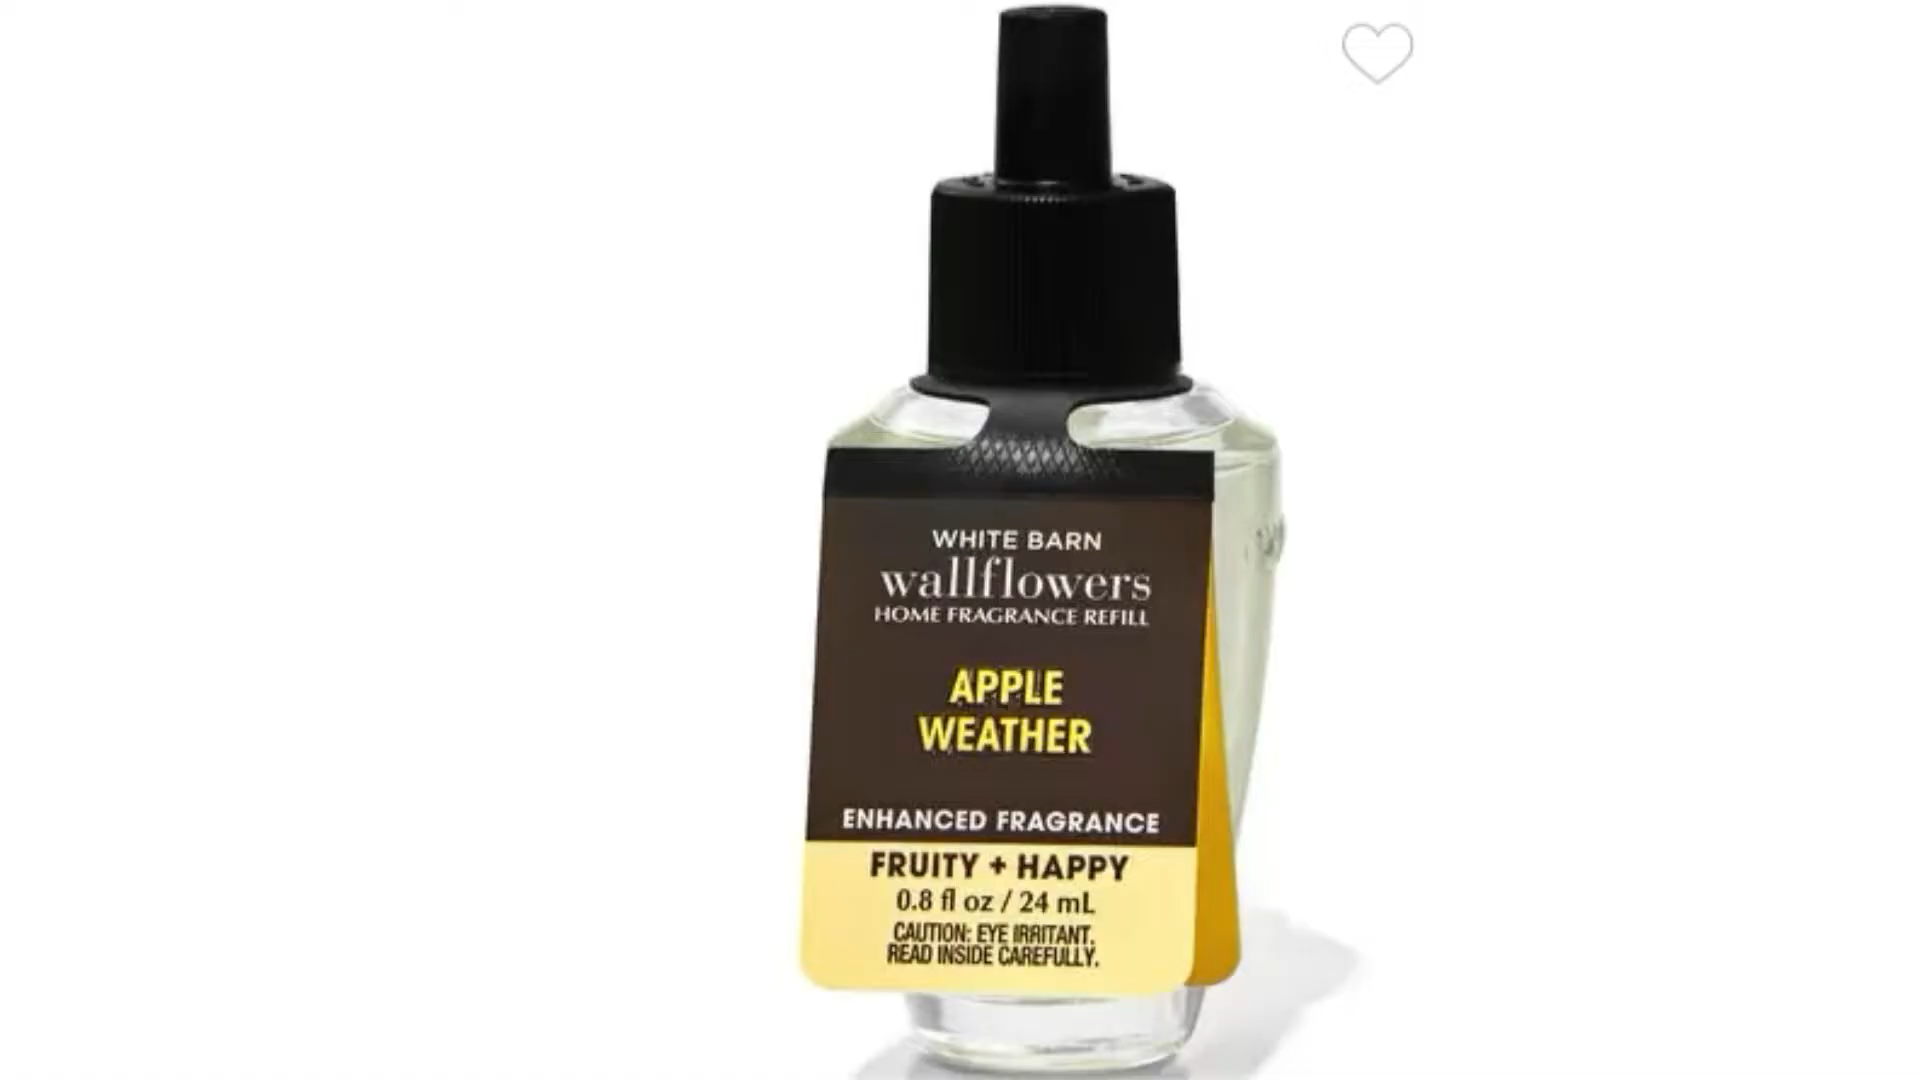 WHITE BARN
wallflowers
HOME FRAGRANCE REFILL
APPLE
WEATHER
ENHANCED FRAGRANCE
FRUITY + HAPPY
0.8 fl oz / 24 mL
CAUTION: EYE IRRITANT.
READ INSIDE CAREFULLY.